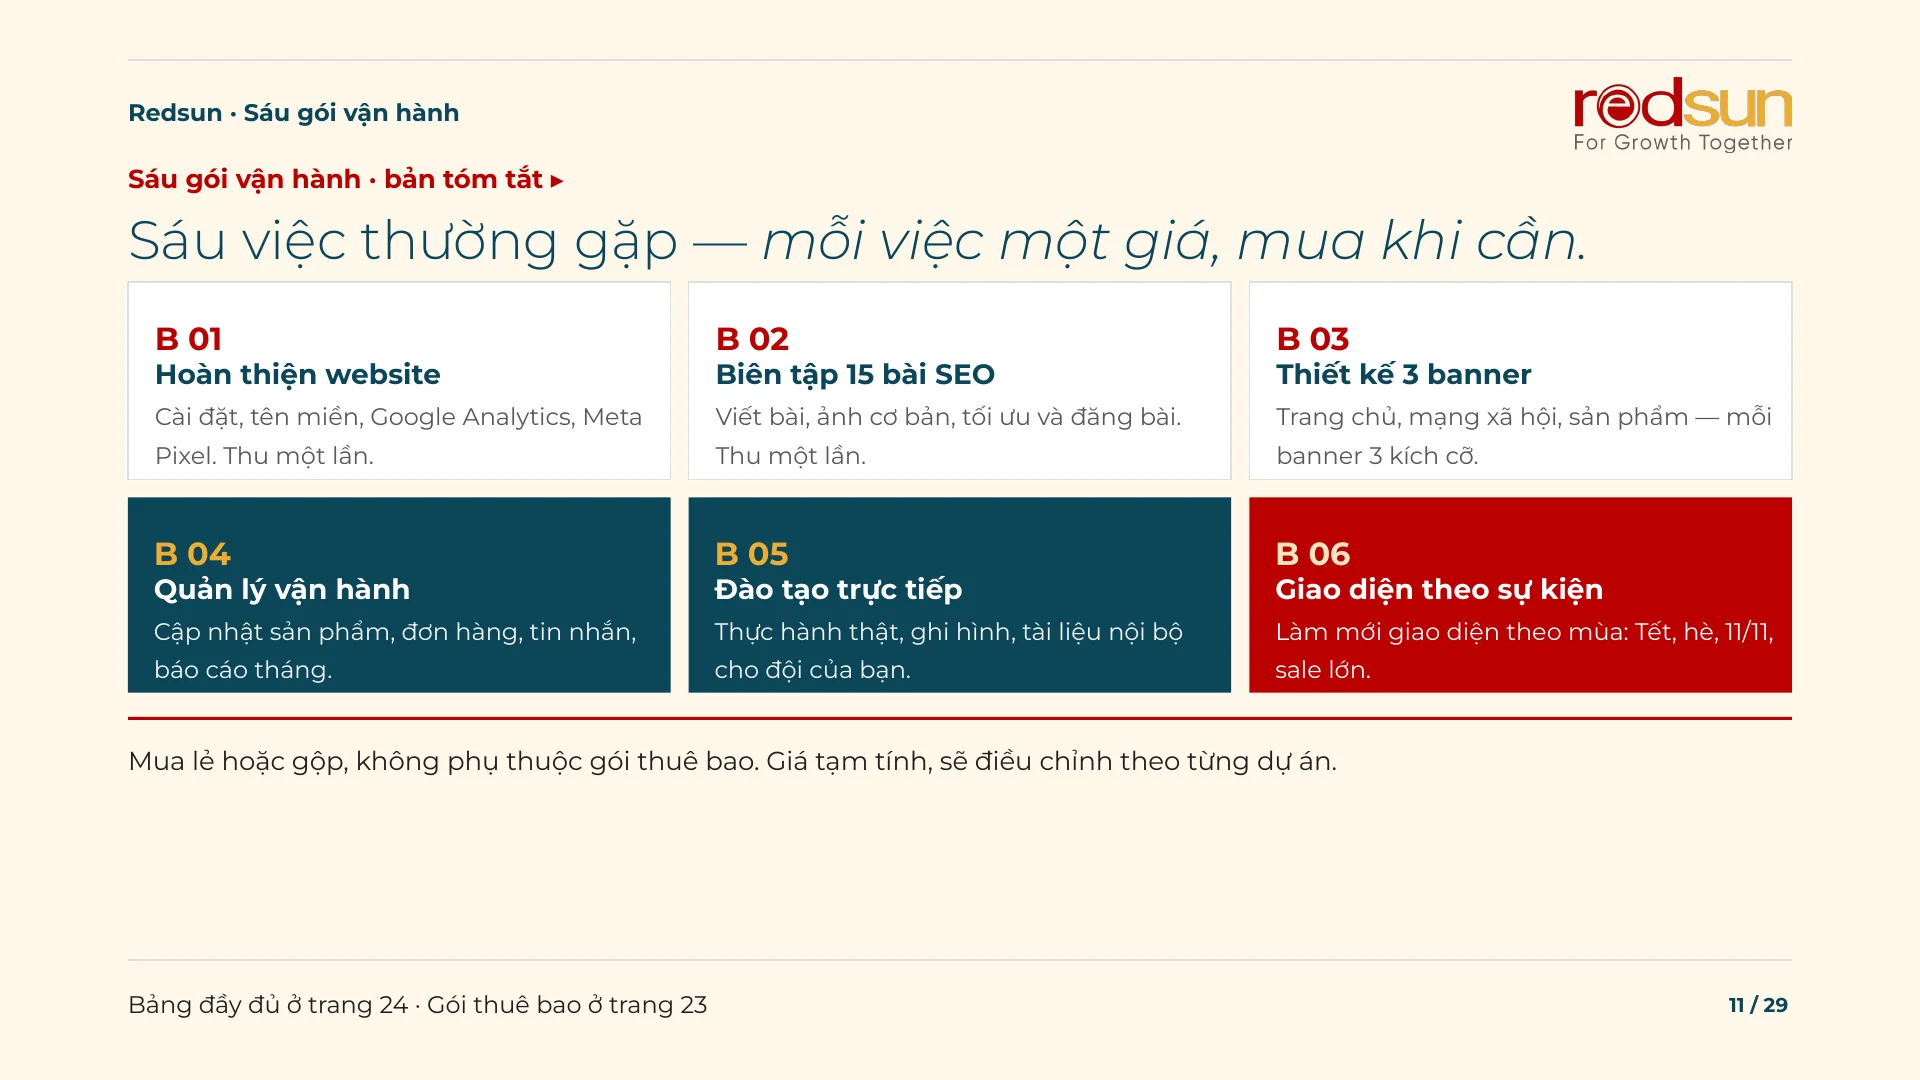 Redsun · Sáu gói vận hành
redsun
For Growth Together
Sáu gói vận hành · bản tóm tắt ▸
Sáu việc thường gặp — mỗi việc một giá, mua khi cần.
B 01
Hoàn thiện website
Cài đặt, tên miền, Google Analytics, Meta
Pixel. Thu một lần.
B 02
Biên tập 15 bài SEO
Viết bài, ảnh cơ bản, tối ưu và đăng bài.
Thu một lần.
B 03
Thiết kế 3 banner
Trang chủ, mạng xã hội, sản phẩm — mỗi
banner 3 kích cỡ.
B 04
Quản lý vận hành
Cập nhật sản phẩm, đơn hàng, tin nhắn,
báo cáo tháng.
B 05
Đào tạo trực tiếp
Thực hành thật, ghi hình, tài liệu nội bộ
cho đội của bạn.
B 06
Giao diện theo sự kiện
Làm mới giao diện theo mùa: Tết, hè, 11/11,
sale lớn.
Mua lẻ hoặc gộp, không phụ thuộc gói thuê bao. Giá tạm tính, sẽ điều chỉnh theo từng dự án.
Bảng đầy đủ ở trang 24 · Gói thuê bao ở trang 23
11 / 29